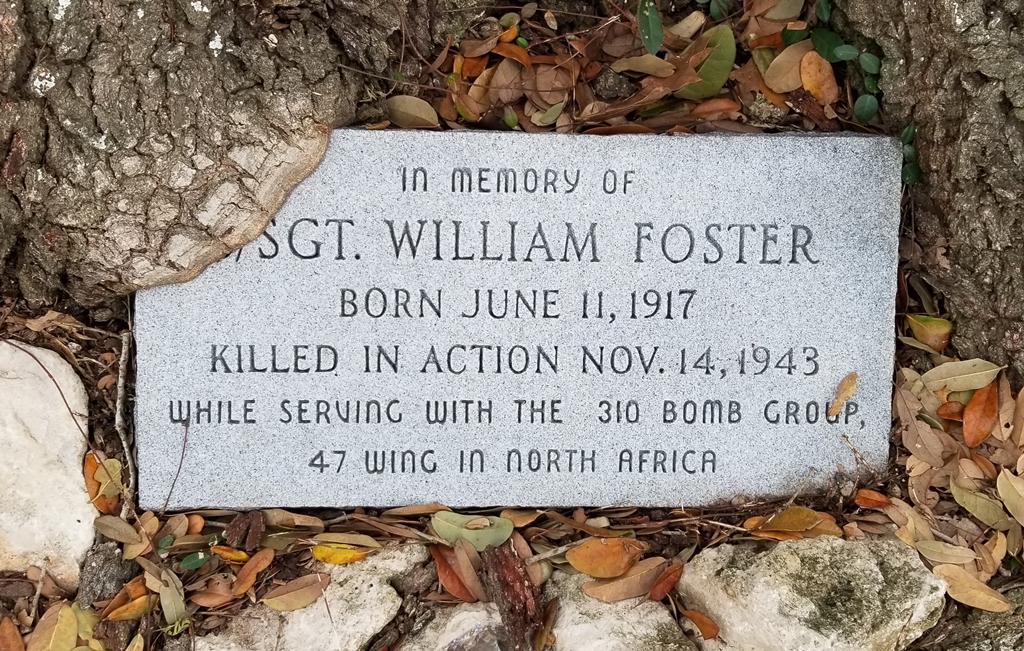 IN MEMORY OF
/SGT. WILLIAM FOSTER
BORN JUNE 11, 1917
KILLED IN ACTION NOV. 14, 1943
WHILE SERVING WITH THE 310 BOMB GROUP,
47 WING IN NORTH AFRICA